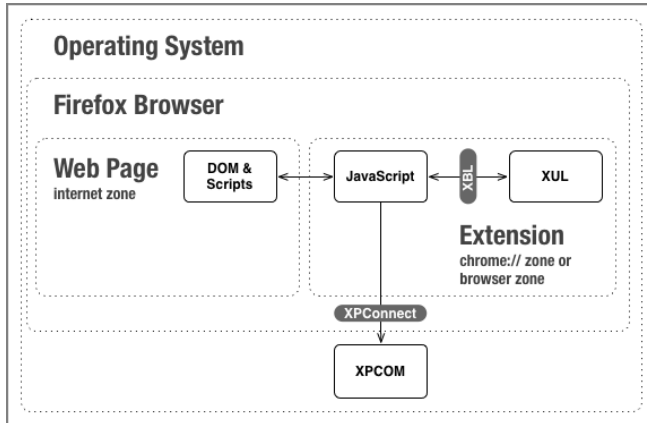 Operating System
Firefox Browser
Web Page
internet zone
DOM &
Scripts
JavaScript
XBL
XUL
Extension
chrome:// zone or
browser zone
XPConnect
XPCOM